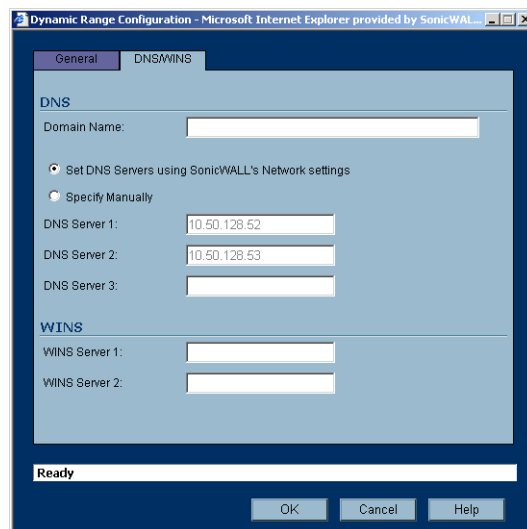 Dynamic Range Configuration - Microsoft Internet Explorer provided by SonicWAL...
General
DNS/WINS
DNS
Domain Name:
Set DNS Servers using SonicWALL's Network settings
Specify Manually
DNS Server 1: 10.50.128.52
DNS Server 2: 10.50.128.53
DNS Server 3:
WINS
WINS Server 1:
WINS Server 2:
Ready
OK Cancel Help